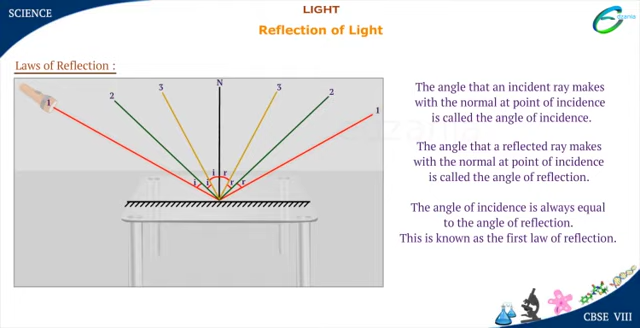 SCIENCE
LIGHT
Reflection of Light
Laws of Reflection :
N
3
3
2
2
1
1
i
r
i
i
r
r
The angle that an incident ray makes
with the normal at point of incidence
is called the angle of incidence.
The angle that a reflected ray makes
with the normal at point of incidence
is called the angle of reflection.
The angle of incidence is always equal
to the angle of reflection.
This is known as the first law of reflection.
CBSE VIII